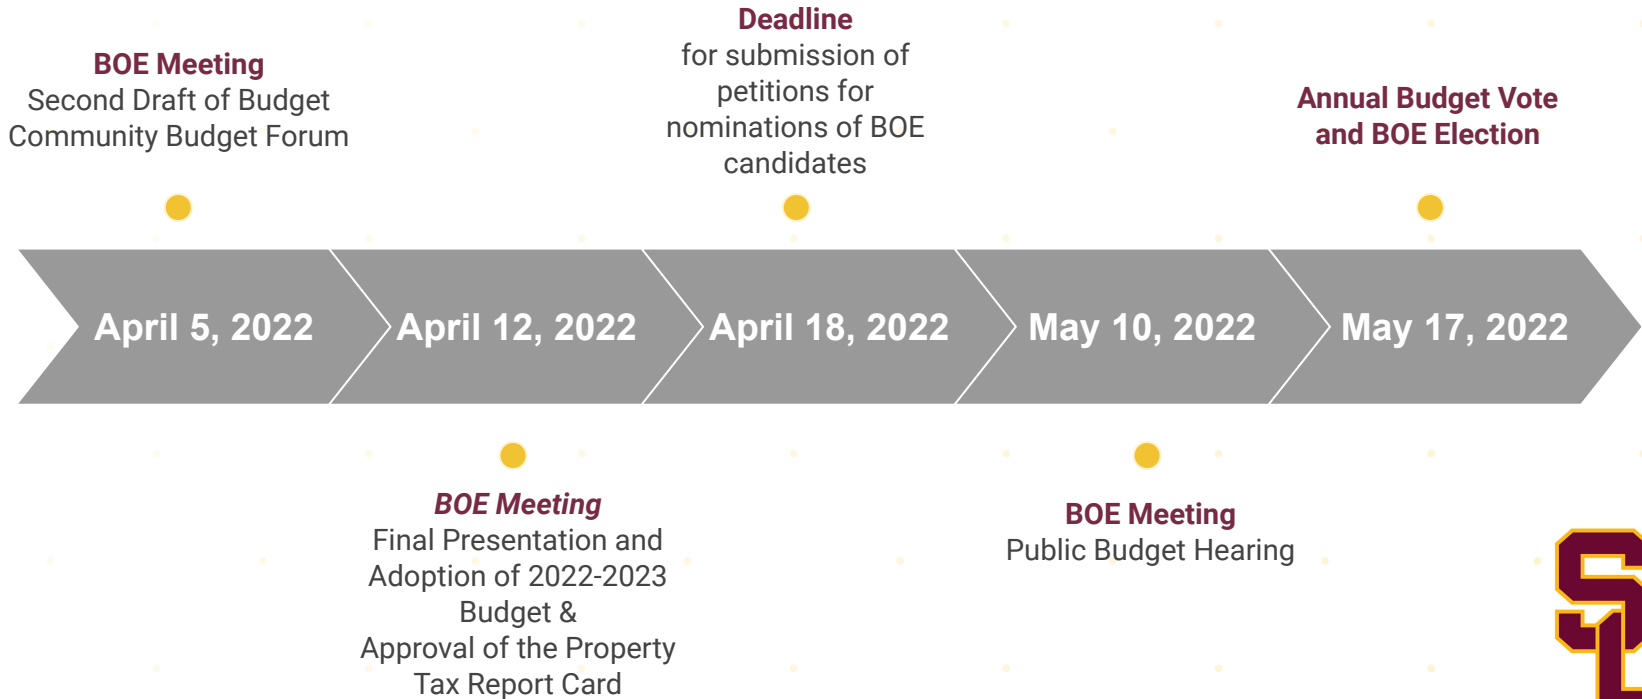 BOE Meeting
Second Draft of Budget
Community Budget Forum
Deadline
for submission of
petitions for
nominations of BOE
candidates
Annual Budget Vote
and BOE Election
April 5, 2022
April 12, 2022
April 18, 2022
May 10, 2022
May 17, 2022
BOE Meeting
Final Presentation and
Adoption of 2022-2023
Budget &
Approval of the Property
Tax Report Card
BOE Meeting
Public Budget Hearing